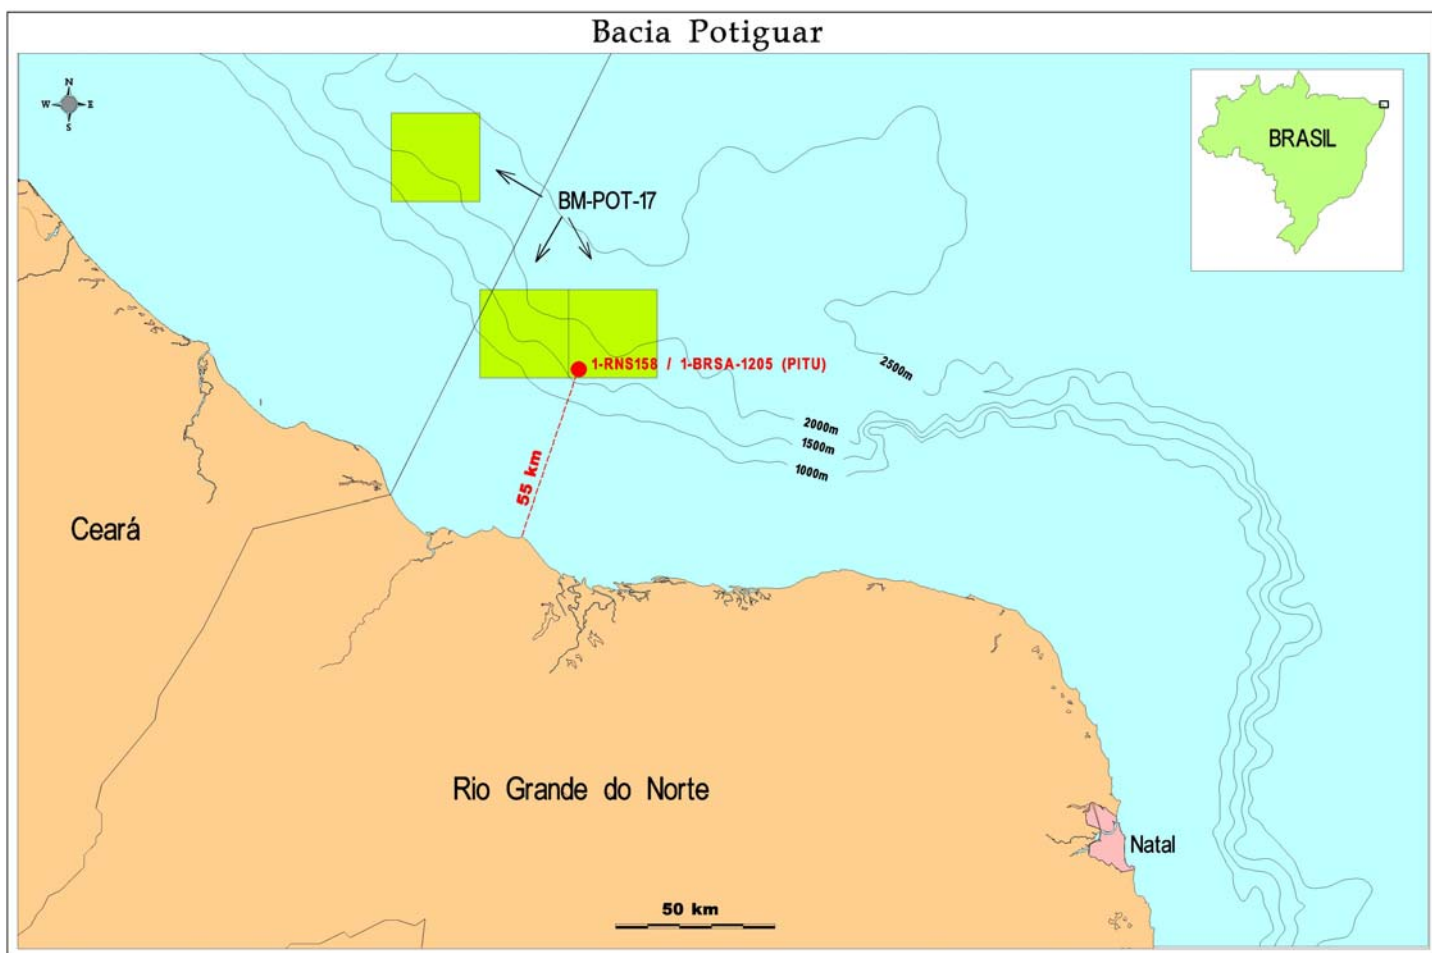 Bacia Potiguar
N
W E
S
BRASIL
BM-POT-17
1-RNS158 / 1-BRSA-1205 (PITU)
2500m
2000m
1500m
1000m
55 km
Ceará
Rio Grande do Norte
Natal
50 km